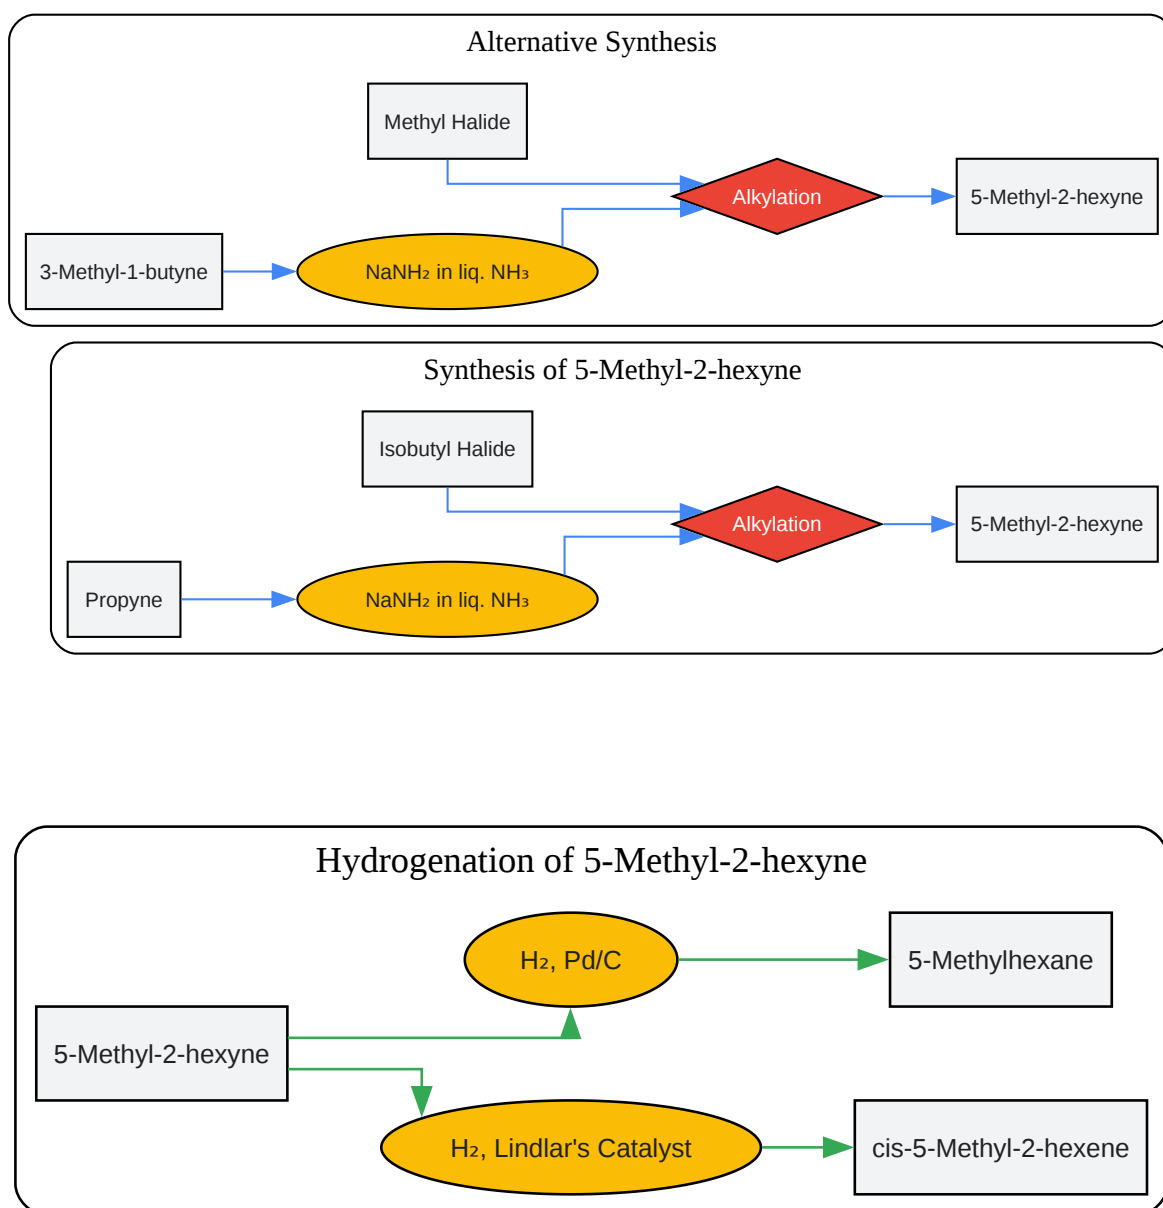 Alternative Synthesis
Methyl Halide
Alkylation
5-Methyl-2-hexyne
3-Methyl-1-butyne
NaNH₂ in liq. NH₃
Synthesis of 5-Methyl-2-hexyne
Isobutyl Halide
Alkylation
5-Methyl-2-hexyne
Propyne
NaNH₂ in liq. NH₃
Hydrogenation of 5-Methyl-2-hexyne
H₂, Pd/C
5-Methylhexane
5-Methyl-2-hexyne
H₂, Lindlar's Catalyst
cis-5-Methyl-2-hexene